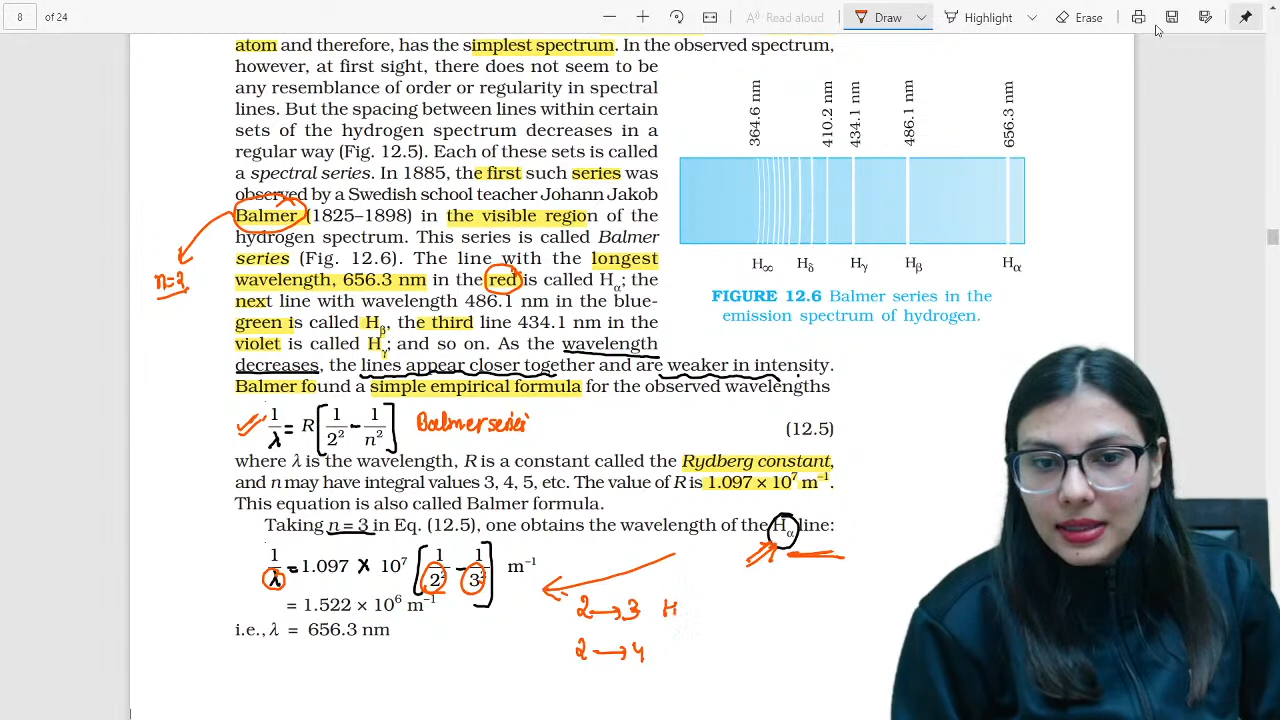 8 of 24
Read aloud
Draw
Highlight
Erase
atom and therefore, has the simplest spectrum. In the observed spectrum,
however, at first sight, there does not seem to be
any resemblance of order or regularity in spectral
lines. But the spacing between lines within certain
sets of the hydrogen spectrum decreases in a
regular way (Fig. 12.5). Each of these sets is called
a spectral series. In 1885, the first such series was
observed by a Swedish school teacher Johann Jakob
Balmer (1825–1898) in the visible region of the
hydrogen spectrum. This series is called Balmer
series (Fig. 12.6). The line with the longest
wavelength, 656.3 nm in the red is called Hα; the
next line with wavelength 486.1 nm in the blue-
green is called Hβ, the third line 434.1 nm in the
violet is called Hγ; and so on. As the wavelength
decreases, the lines appear closer together and are weaker in intensity.
Balmer found a simple empirical formula for the observed wavelengths
n=2
364.6 nm
410.2 nm
434.1 nm
486.1 nm
656.3 nm
H∞ Hδ Hγ Hβ Hα
FIGURE 12.6 Balmer series in the
emission spectrum of hydrogen.
1/λ = R[1/2² - 1/n²] Balmer series (12.5)
where λ is the wavelength, R is a constant called the Rydberg constant,
and n may have integral values 3, 4, 5, etc. The value of R is 1.097 × 10⁷ m⁻¹.
This equation is also called Balmer formula.
Taking n = 3 in Eq. (12.5), one obtains the wavelength of the Hα line:
1/λ = 1.097 × 10⁷ [1/2² - 1/3²] m⁻¹
= 1.522 × 10⁶ m⁻¹
i.e., λ = 656.3 nm
2→3 H
2→4